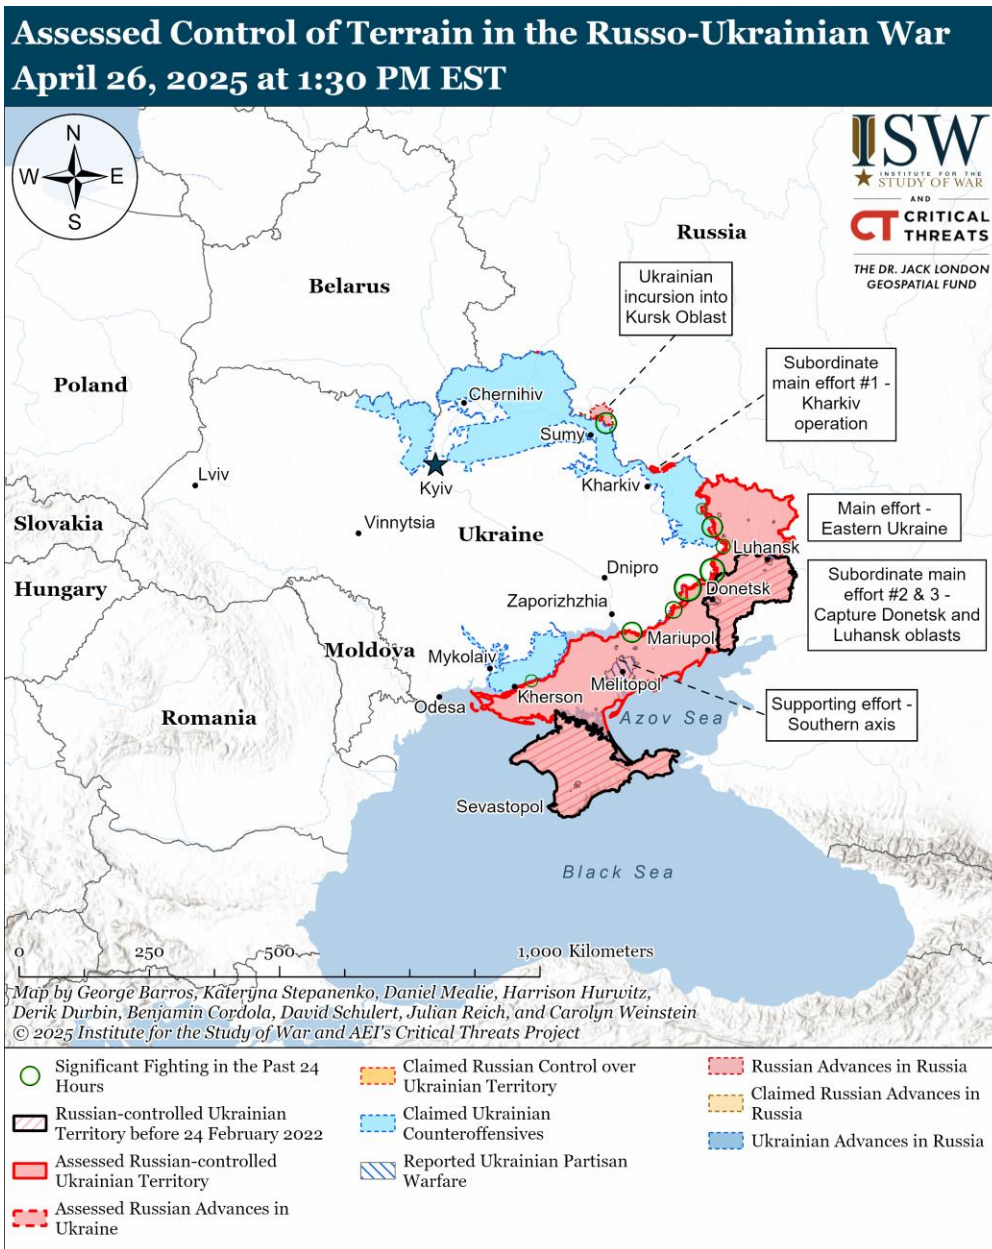 Assessed Control of Terrain in the Russo-Ukrainian War
April 26, 2025 at 1:30 PM EST
N
W
E
S
ISW
INSTITUTE FOR THE
STUDY OF WAR
AND
CT CRITICAL
THREATS
THE DR. JACK LONDON
GEOSPATIAL FUND
Russia
Belarus
Poland
Ukrainian
incursion into
Kursk Oblast
Subordinate
main effort #1 -
Kharkiv
operation
Chernihiv
Sumy
Lviv
Kyiv
Kharkiv
Slovakia
Vinnytsia
Ukraine
Main effort -
Eastern Ukraine
Luhansk
Hungary
Dnipro
Donetsk
Subordinate main
effort #2 & 3 -
Capture Donetsk and
Luhansk oblasts
Zaporizhzhia
Moldova
Mykolaiv
Mariupol
Kherson
Melitopol
Odesa
Romania
Azov Sea
Supporting effort -
Southern axis
Sevastopol
Black Sea
0
250
500
1,000 Kilometers
Map by George Barros, Kateryna Stepanenko, Daniel Mealie, Harrison Hurwitz,
Derik Durbin, Benjamin Cordola, David Schulert, Julian Reich, and Carolyn Weinstein
© 2025 Institute for the Study of War and AEI's Critical Threats Project
Significant Fighting in the Past 24
Hours
Russian-controlled Ukrainian
Territory before 24 February 2022
Assessed Russian-controlled
Ukrainian Territory
Assessed Russian Advances in
Ukraine
Claimed Russian Control over
Ukrainian Territory
Claimed Ukrainian
Counteroffensives
Reported Ukrainian Partisan
Warfare
Russian Advances in Russia
Claimed Russian Advances in
Russia
Ukrainian Advances in Russia